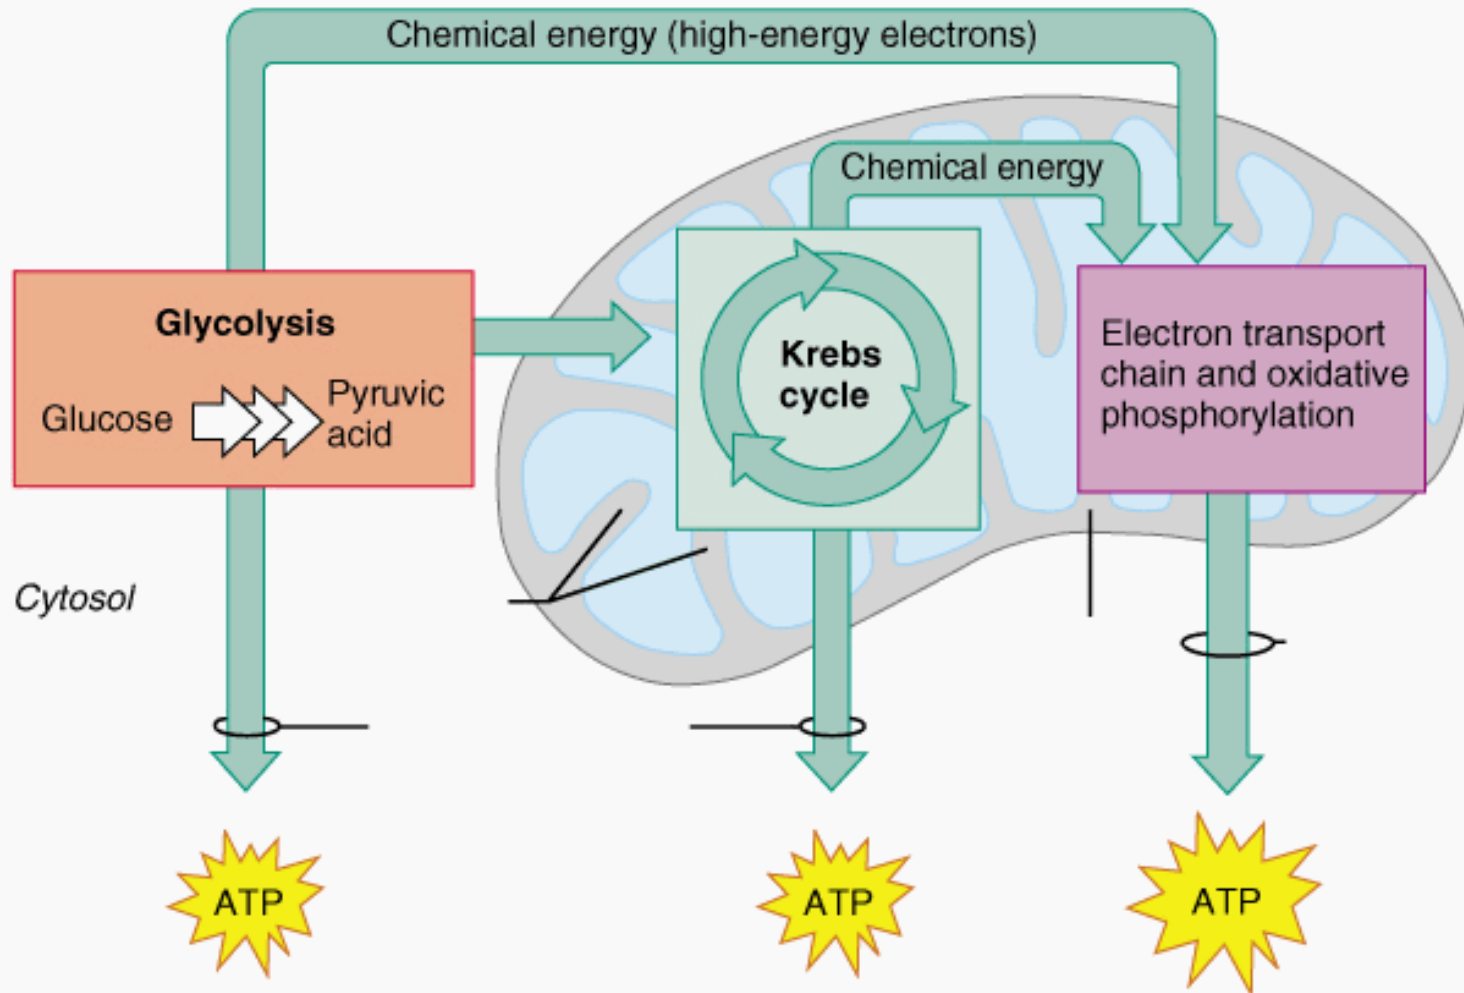 Chemical energy (high-energy electrons)
Chemical energy
Glycolysis
Glucose
Pyruvic
acid
Krebs
cycle
Electron transport
chain and oxidative
phosphorylation
Cytosol
ATP
ATP
ATP